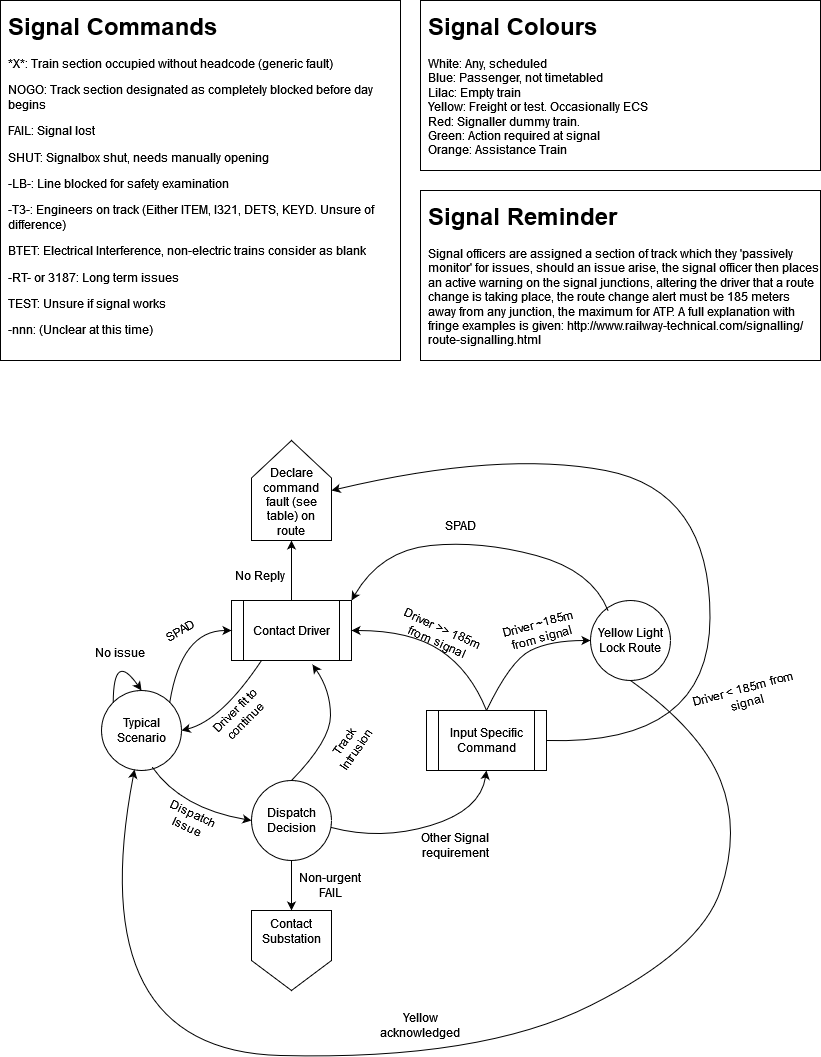 Signal Commands
*X*: Train section occupied without headcode (generic fault)
NOGO: Track section designated as completely blocked before day
begins
FAIL: Signal lost
SHUT: Signalbox shut, needs manually opening
-LB-: Line blocked for safety examination
-T3-: Engineers on track (Either ITEM, I321, DETS, KEYD. Unsure of
difference)
BTET: Electrical Interference, non-electric trains consider as blank
-RT- or 3187: Long term issues
TEST: Unsure if signal works
-nnn: (Unclear at this time)
Signal Colours
White: Any, scheduled
Blue: Passenger, not timetabled
Lilac: Empty train
Yellow: Freight or test. Occasionally ECS
Red: Signaller dummy train.
Green: Action required at signal
Orange: Assistance Train
Signal Reminder
Signal officers are assigned a section of track which they 'passively
monitor' for issues, should an issue arise, the signal officer then places
an active warning on the signal junctions, altering the driver that a route
change is taking place, the route change alert must be 185 meters
away from any junction, the maximum for ATP. A full explanation with
fringe examples is given: http://www.railway-technical.com/signalling/
route-signalling.html
Declare
command
fault (see
table) on
route
SPAD
No Reply
Contact Driver
SPAD
Driver >> 185m
from signal
Driver ~185m
from signal
Yellow Light
Lock Route
No issue
Typical
Scenario
Driver fit to
continue
Track
Intrusion
Input Specific
Command
Driver < 185m from
signal
Dispatch
Issue
Dispatch
Decision
Other Signal
requirement
Non-urgent
FAIL
Contact
Substation
Yellow
acknowledged